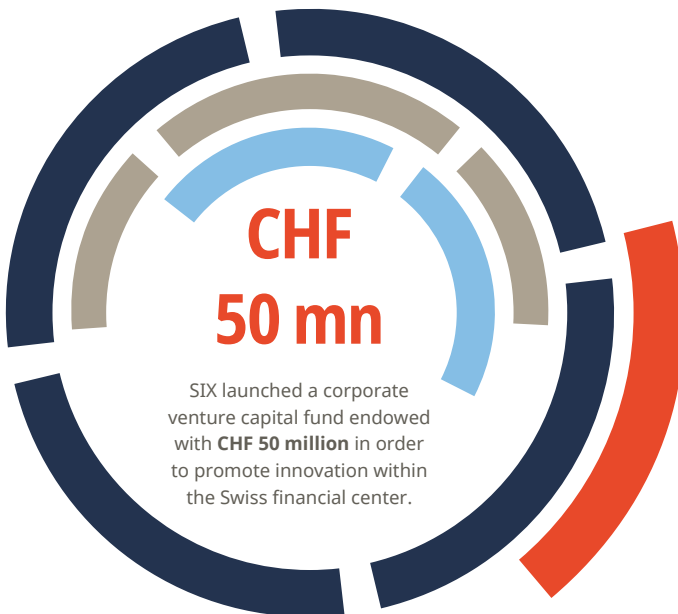 CHF
50 mn
SIX launched a corporate
venture capital fund endowed
with CHF 50 million in order
to promote innovation within
the Swiss financial center.